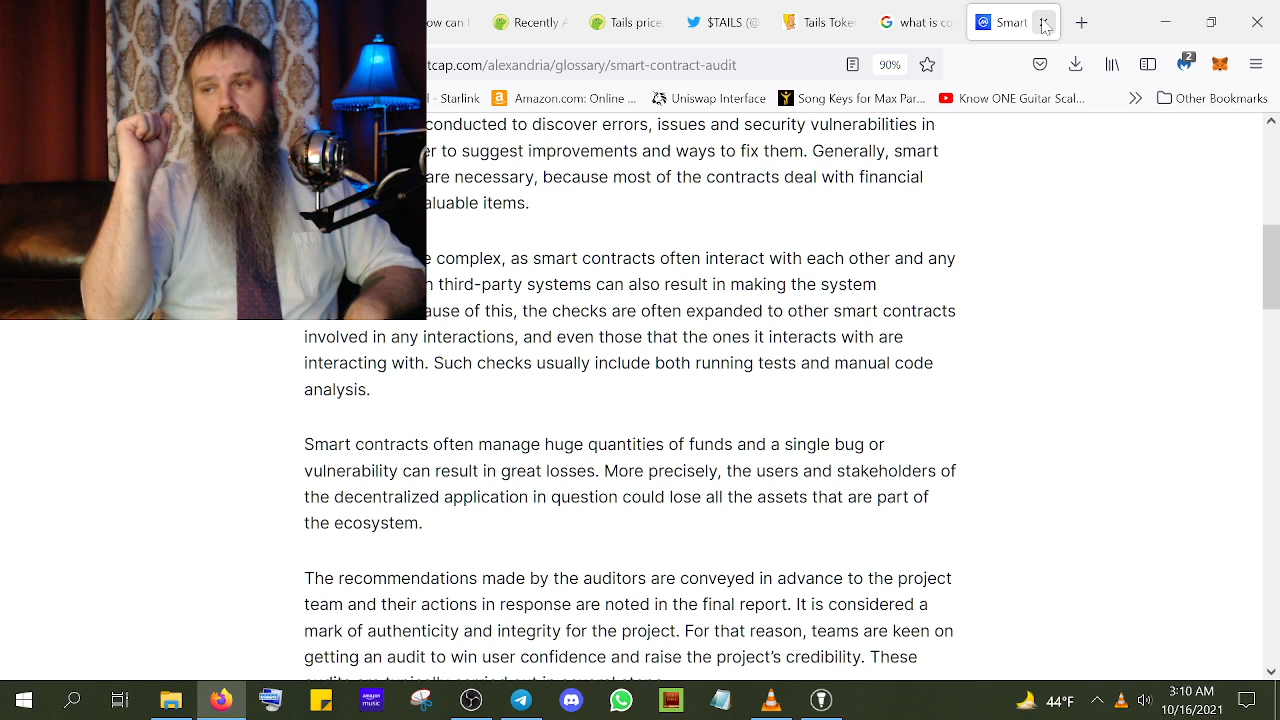 ow can I
Recently A
Tails price
$TAILS (@
Tails Toke
what is co
Smart
tcap.com/alexandria/glossary/smart-contract-audit
90%
2
l - Starlink
Amazon.com: Online ...
Uniswap Interface
Keys for Max Par...
Know ONE Guitar Scal...
Other Bookmarks
conducted to discover errors, issues and security vulnerabilities in
er to suggest improvements and ways to fix them. Generally, smart
are necessary, because most of the contracts deal with financial
aluable items.
e complex, as smart contracts often interact with each other and any
n third-party systems can also result in making the system
ause of this, the checks are often expanded to other smart contracts
involved in any interactions, and even those that the ones it interacts with are
interacting with. Such checks usually include both running tests and manual code
analysis.
Smart contracts often manage huge quantities of funds and a single bug or
vulnerability can result in great losses. More precisely, the users and stakeholders of
the decentralized application in question could lose all the assets that are part of
the ecosystem.
The recommendations made by the auditors are conveyed in advance to the project
team and their actions in response are noted in the final report. It is considered a
mark of authenticity and integrity for the project. For that reason, teams are keen on
getting an audit to win user confidence and raise the project's credibility. These
amazon
music
44°F
3:10 AM
10/16/2021